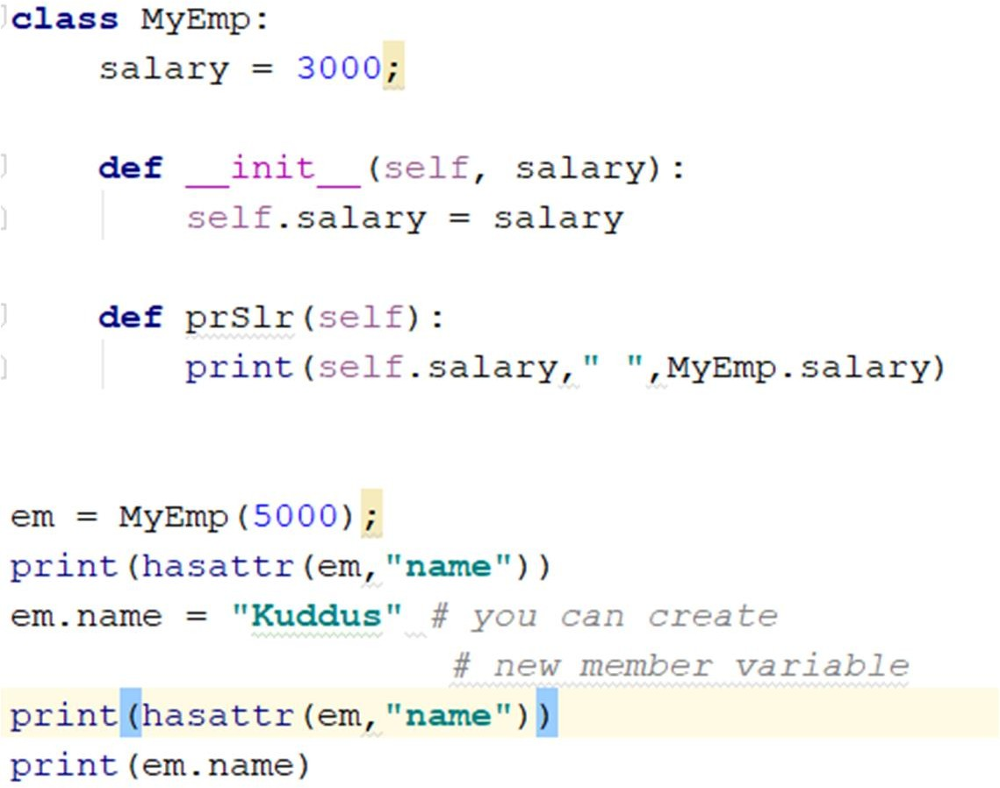 class MyEmp:
    salary = 3000;
    def __init__(self, salary):
        self.salary = salary
    def prSlr(self):
        print(self.salary," ",MyEmp.salary)
em = MyEmp(5000);
print(hasattr(em,"name"))
em.name = "Kuddus" # you can create
                    # new member variable
print(hasattr(em,"name"))
print(em.name)